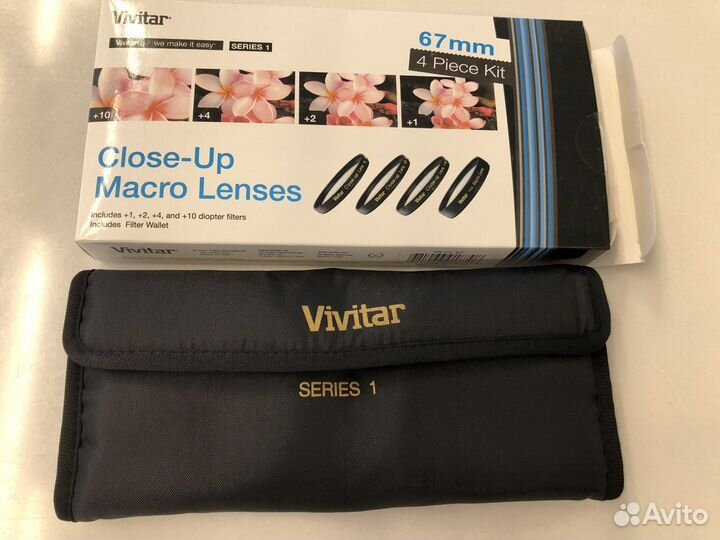 Vivitar
Vivitar / we make it easy SERIES 1
67mm
4 Piece Kit
+10
+4
+2
+1
Close-Up
Macro Lenses
Includes +1, +2, +4, and +10 diopter filters
Includes Filter Wallet
Vivitar
Vivitar
SERIES 1
Avito